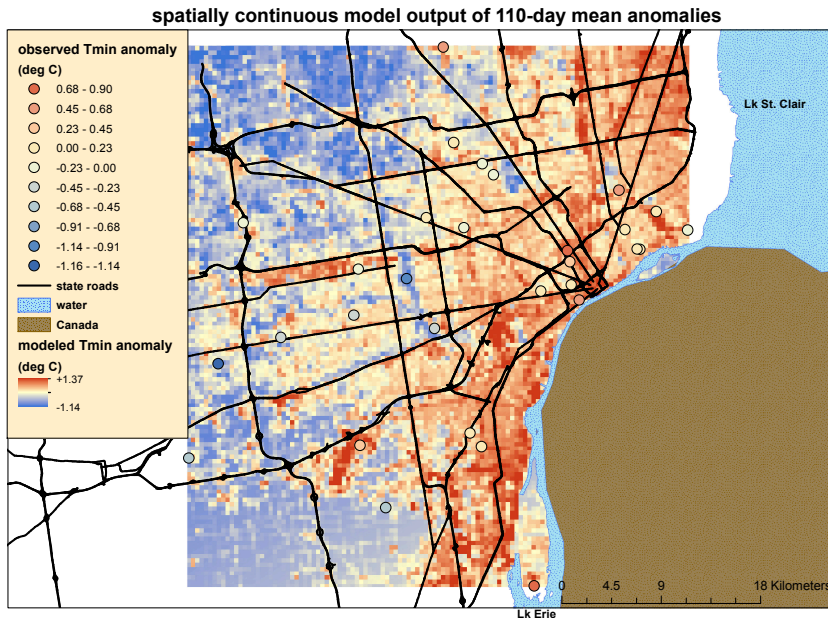 spatially continuous model output of 110-day mean anomalies
observed Tmin anomaly
(deg C)
0.68 - 0.90
0.45 - 0.68
0.23 - 0.45
0.00 - 0.23
-0.23 - 0.00
-0.45 - -0.23
-0.68 - -0.45
-0.91 - -0.68
-1.14 - -0.91
-1.16 - -1.14
state roads
water
Canada
modeled Tmin anomaly
(deg C)
+1.37
-1.14
Lk St. Clair
0 4.5 9 18 Kilometers
Lk Erie